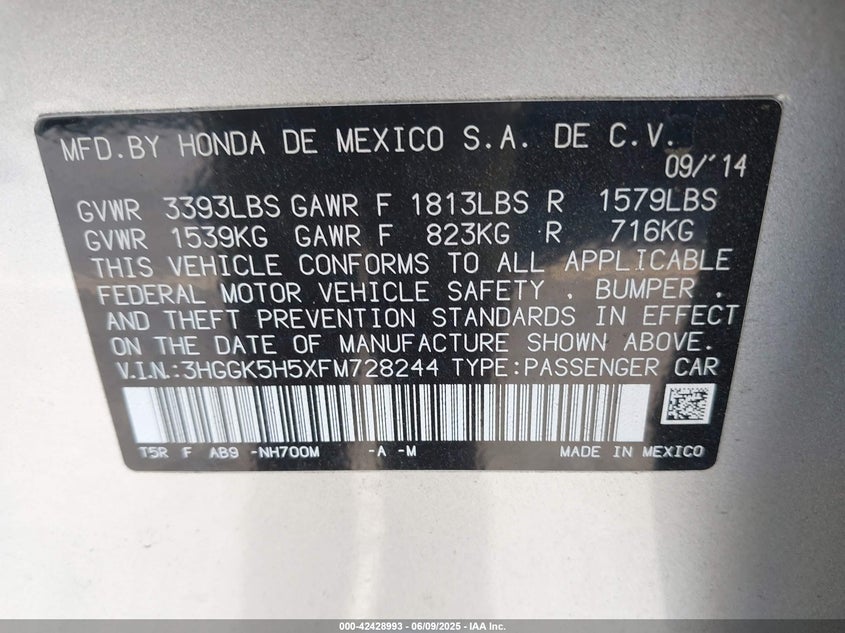 MFD.BY HONDA DE MEXICO S.A. DE C.V.
09/'14
GVWR 3393LBS GAWR F 1813LBS R 1579LBS
GVWR 1539KG GAWR F 823KG R 716KG
THIS VEHICLE CONFORMS TO ALL APPLICABLE
FEDERAL MOTOR VEHICLE SAFETY , BUMPER ,
AND THEFT PREVENTION STANDARDS IN EFFECT
ON THE DATE OF MANUFACTURE SHOWN ABOVE.
V.I.N.:3HGGK5H5XFM728244 TYPE:PASSENGER CAR
T5R F AB9 -NH700M -A -M MADE IN MEXICO
000-42428993 - 06/09/2025 - IAA Inc.